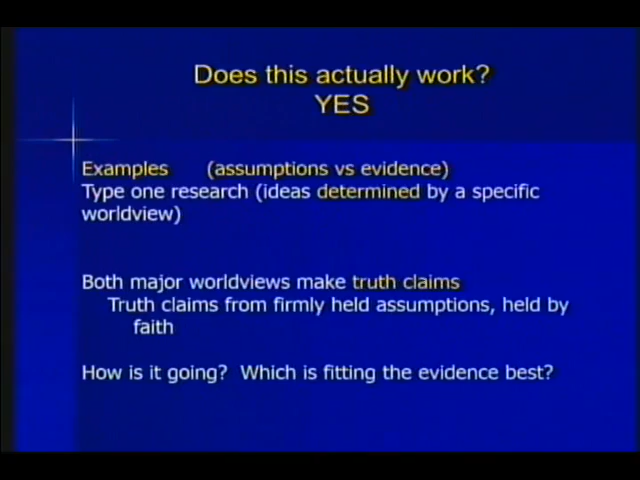 Does this actually work?
YES
Examples (assumptions vs evidence)
Type one research (ideas determined by a specific
worldview)
Both major worldviews make truth claims
Truth claims from firmly held assumptions, held by
faith
How is it going? Which is fitting the evidence best?